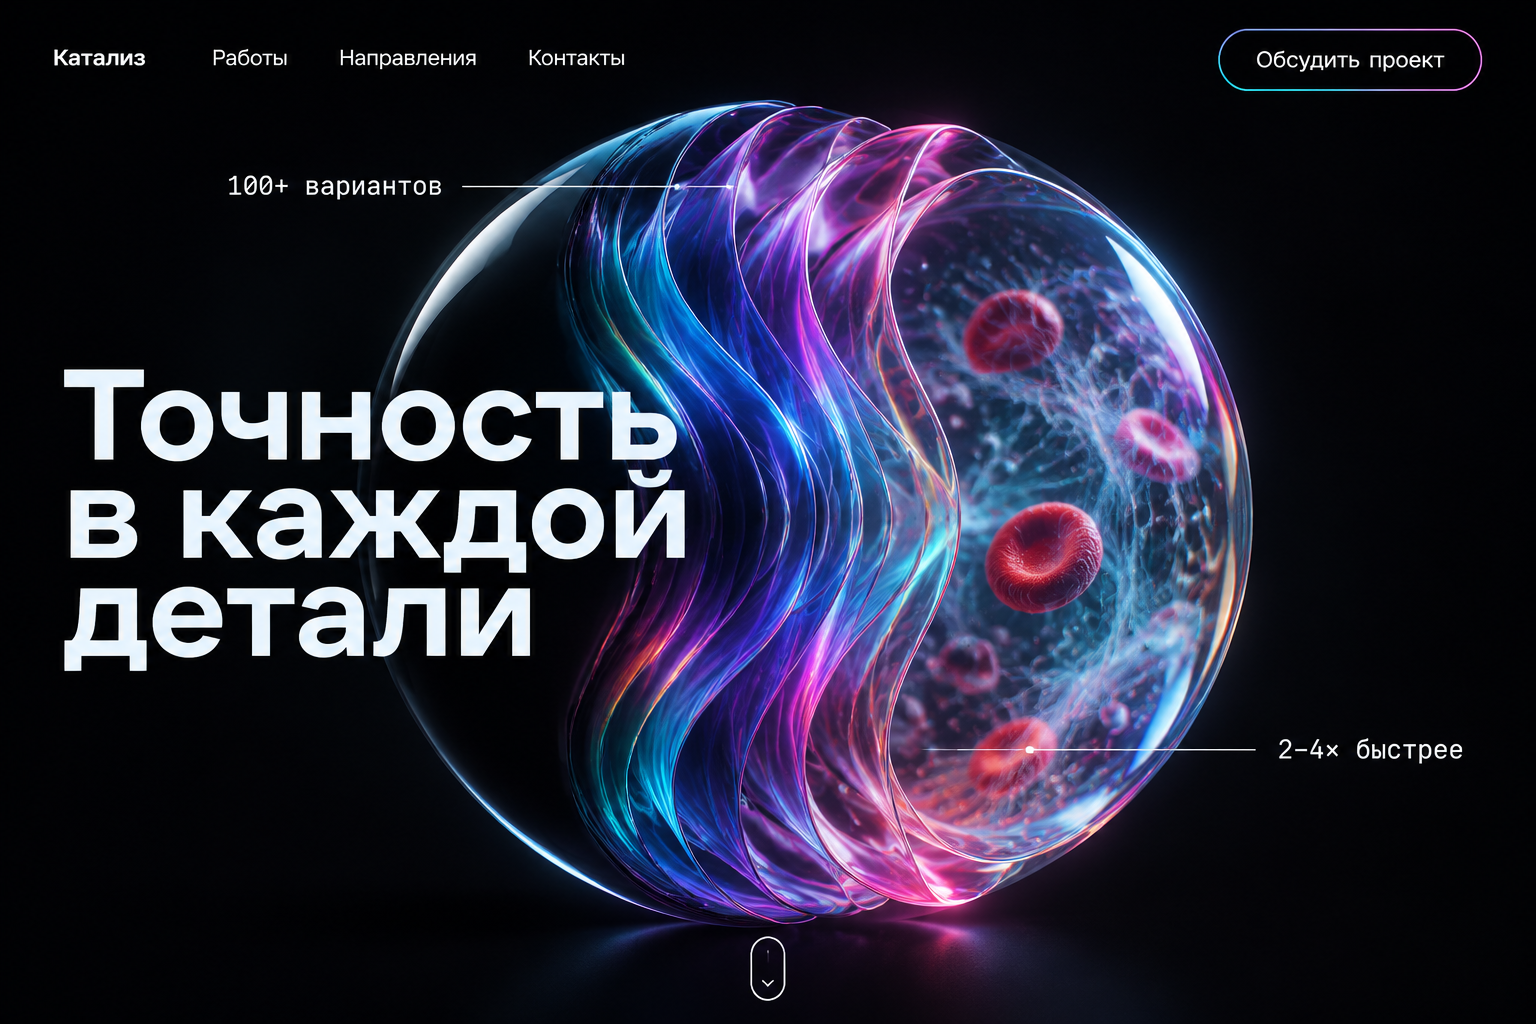 Катализ
Работы
Направления
Контакты
Обсудить проект
100+ вариантов
Точность
в каждой
детали
2–4× быстрее